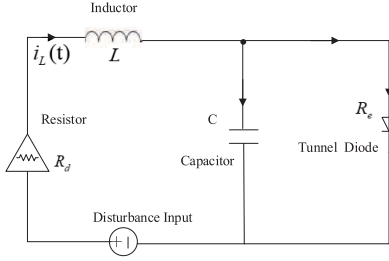 Inductor
i_L(t)
L
Resistor
R_d
C
Capacitor
R_e
Tunnel Diode
Disturbance Input
+